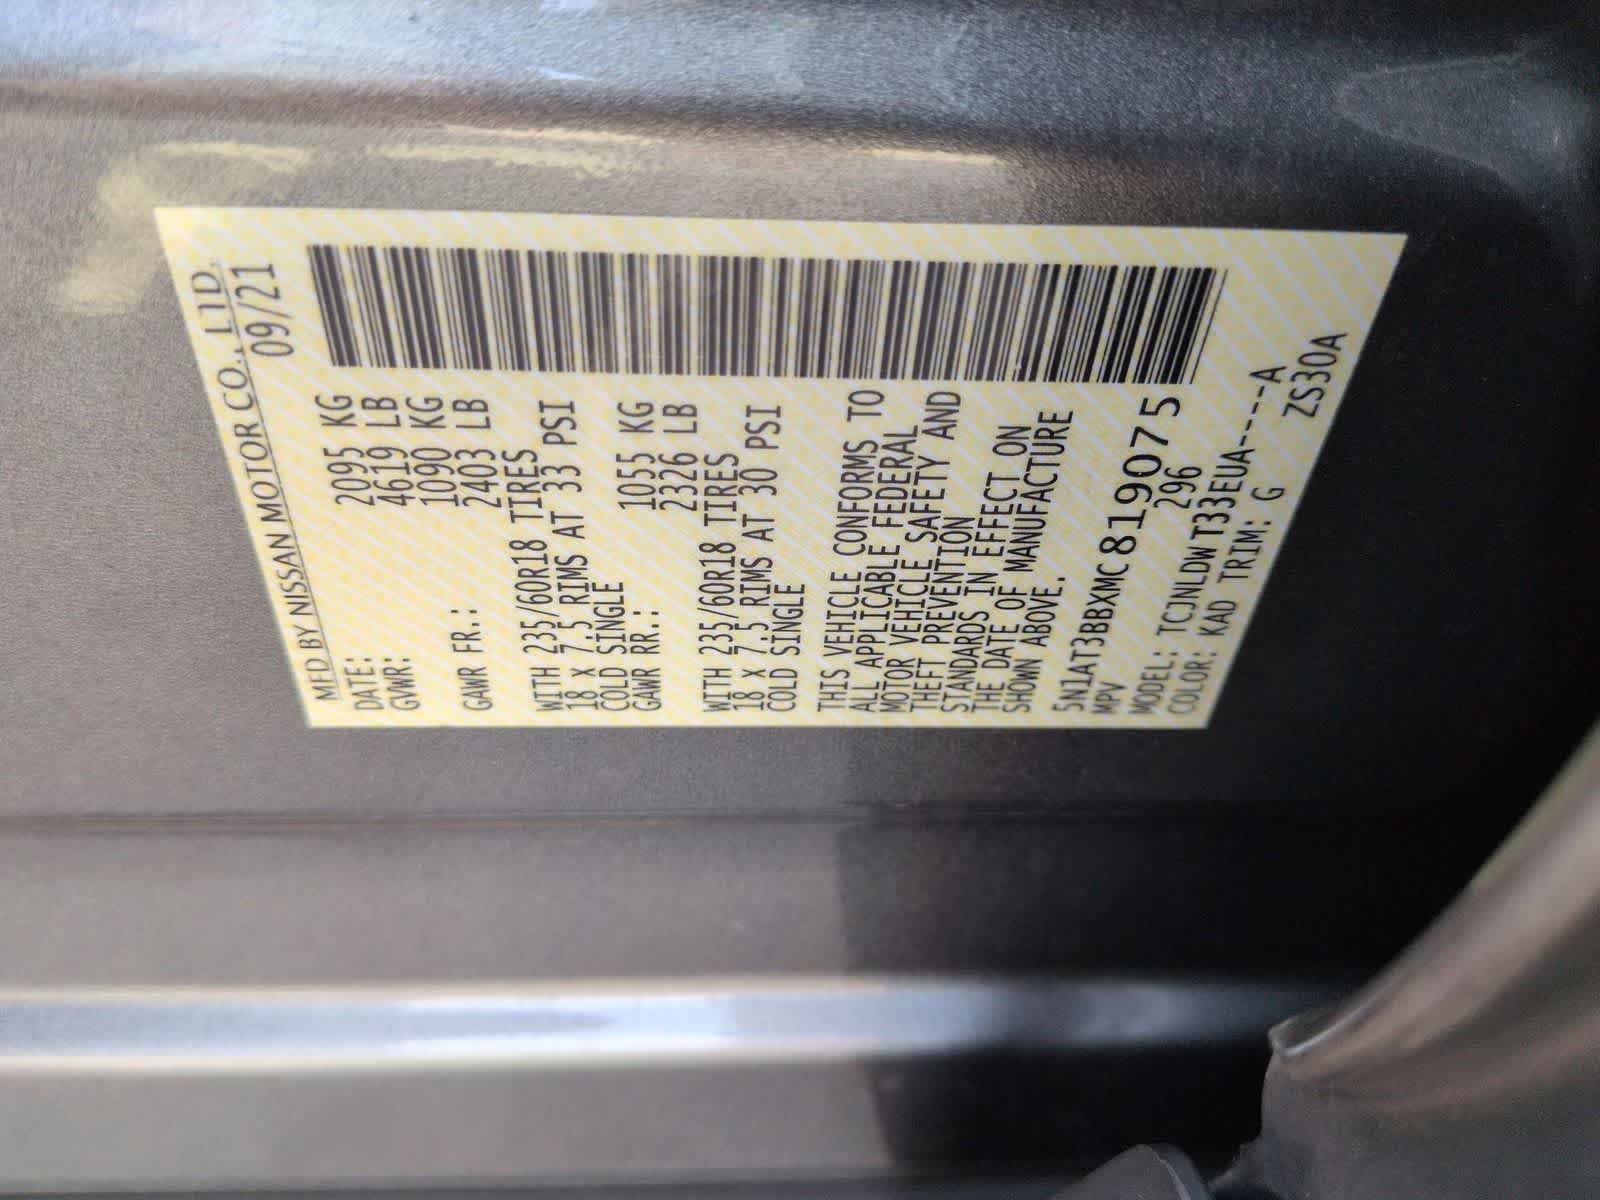 MFD BY NISSAN MOTOR CO., LTD.
DATE: 09/21
GVWR: 2095 KG
4619 LB
GAWR FR.: 1090 KG
2403 LB
WITH 235/60R18 TIRES
18 X 7.5 RIMS AT 33 PSI
COLD SINGLE
GAWR RR.: 1055 KG
2326 LB
WITH 235/60R18 TIRES
18 X 7.5 RIMS AT 30 PSI
COLD SINGLE
THIS VEHICLE CONFORMS TO
ALL APPLICABLE FEDERAL
MOTOR VEHICLE SAFETY AND
THEFT PREVENTION
STANDARDS IN EFFECT ON
THE DATE OF MANUFACTURE
SHOWN ABOVE.
5N1AT3BBXMC819075
MPV 296
MODEL: TCJNLDWT33EUA----A
COLOR: KAD TRIM: G ZS30A